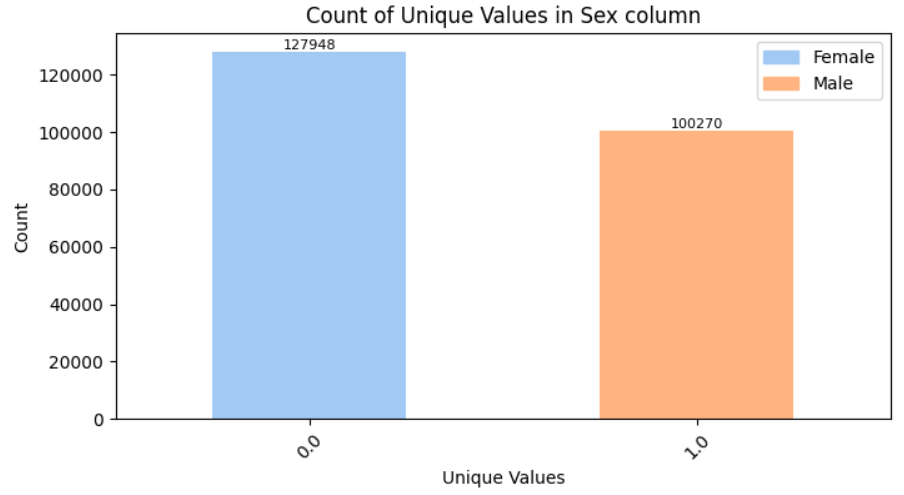 Count of Unique Values in Sex column
127948
100270
Female
Male
120000
100000
80000
60000
40000
20000
0
Count
0.0
1.0
Unique Values